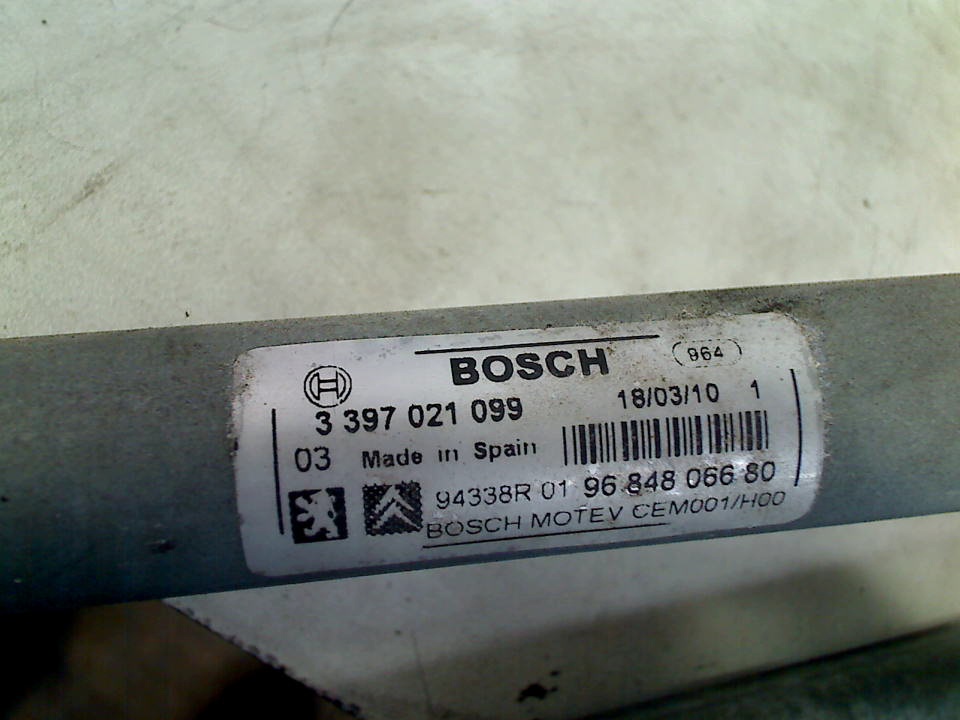 BOSCH 964
3 397 021 099 18/03/10 1
03 Made in Spain
94338R 01 96 848 066 80
BOSCH MOTEV CEM001/H00